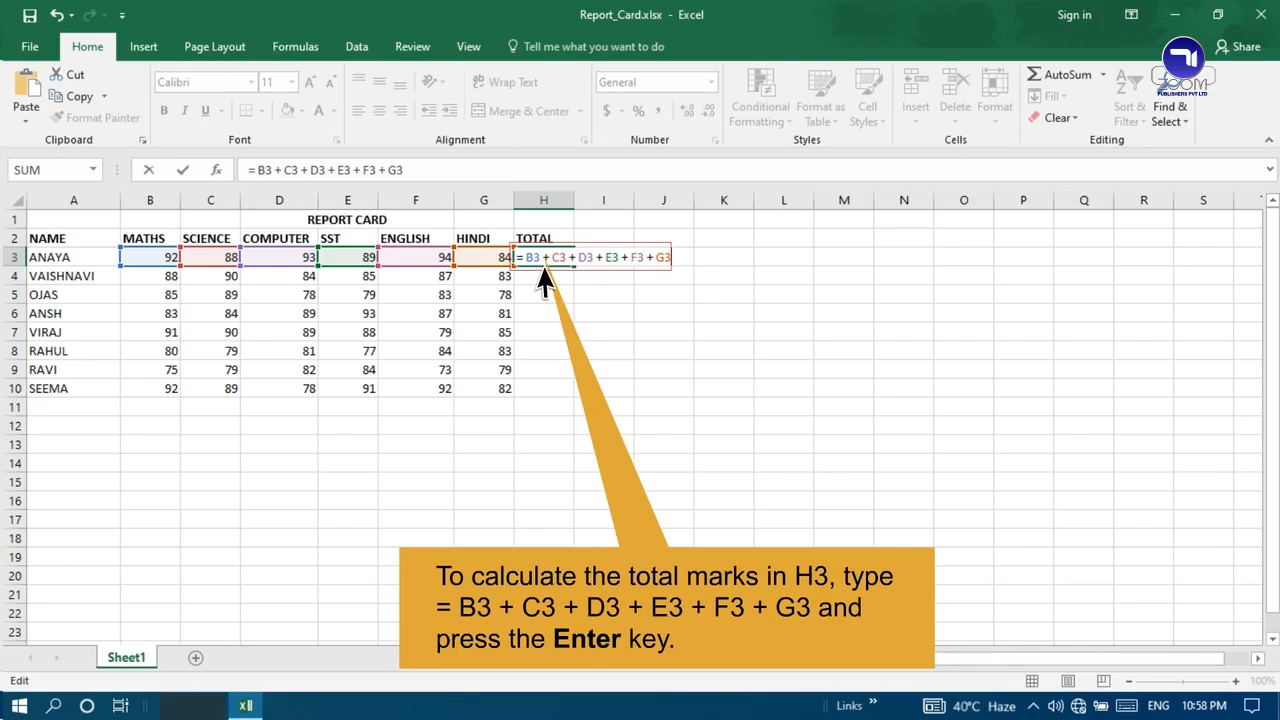 Report_Card.xlsx - Excel
Sign in
File Home Insert Page Layout Formulas Data Review View Tell me what you want to do Share
Paste
Cut
Copy
Format Painter
Clipboard
Calibri 11
B I U
Font
Wrap Text
Merge & Center
Alignment
General
$ % ,
Number
Conditional Formatting
Format as Table
Cell Styles
Styles
Insert Delete Format
Cells
AutoSum
Fill
Clear
Sort & Filter
Find & Select
Editing
ZOOM
PUBLISHERS PVT LTD
SUM fx = B3 + C3 + D3 + E3 + F3 + G3
A B C D E F G H I J K L M N O P Q R S
1 REPORT CARD
2 NAME MATHS SCIENCE COMPUTER SST ENGLISH HINDI TOTAL
3 ANAYA 92 88 93 89 94 84 = B3 + C3 + D3 + E3 + F3 + G3
4 VAISHNAVI 88 90 84 85 87 83
5 OJAS 85 89 78 79 83 78
6 ANSH 83 84 89 93 87 81
7 VIRAJ 91 90 89 88 79 85
8 RAHUL 80 79 81 77 84 83
9 RAVI 75 79 82 84 73 79
10 SEEMA 92 89 78 91 92 82
11
12
13
14
15
16
17
18
19
20
21
22
23
To calculate the total marks in H3, type
= B3 + C3 + D3 + E3 + F3 + G3 and
press the Enter key.
Sheet1
Edit 100%
Links 40°C Haze ENG 10:58 PM